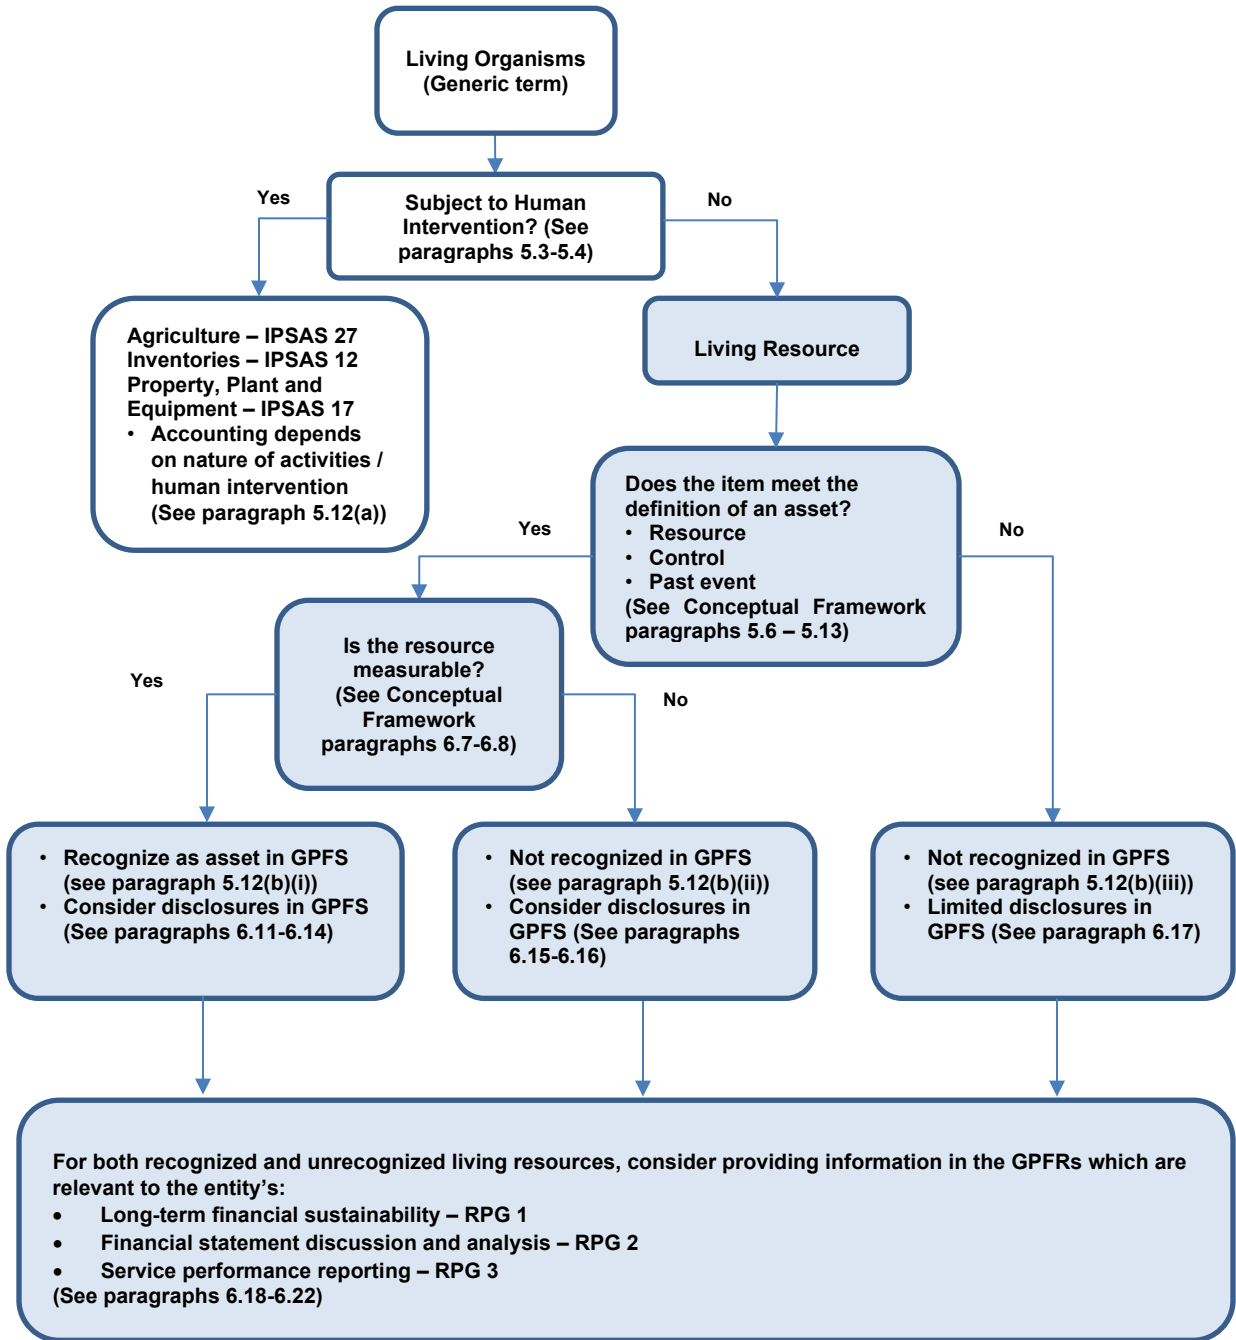 Living Organisms
(Generic term)
Yes
Subject to Human
Intervention? (See
paragraphs 5.3-5.4)
No
Agriculture – IPSAS 27
Inventories – IPSAS 12
Property, Plant and
Equipment – IPSAS 17
• Accounting depends
on nature of activities /
human intervention
(See paragraph 5.12(a))
Living Resource
Does the item meet the
definition of an asset?
• Resource
• Control
• Past event
(See Conceptual Framework
paragraphs 5.6 – 5.13)
Yes
No
Is the resource
measurable?
(See Conceptual
Framework
paragraphs 6.7-6.8)
Yes
No
• Recognize as asset in GPFS
(see paragraph 5.12(b)(i))
• Consider disclosures in GPFS
(See paragraphs 6.11-6.14)
• Not recognized in GPFS
(see paragraph 5.12(b)(ii))
• Consider disclosures in
GPFS (See paragraphs
6.15-6.16)
• Not recognized in GPFS
(see paragraph 5.12(b)(iii))
• Limited disclosures in
GPFS (See paragraph 6.17)
For both recognized and unrecognized living resources, consider providing information in the GPFRs which are
relevant to the entity’s:
• Long-term financial sustainability – RPG 1
• Financial statement discussion and analysis – RPG 2
• Service performance reporting – RPG 3
(See paragraphs 6.18-6.22)